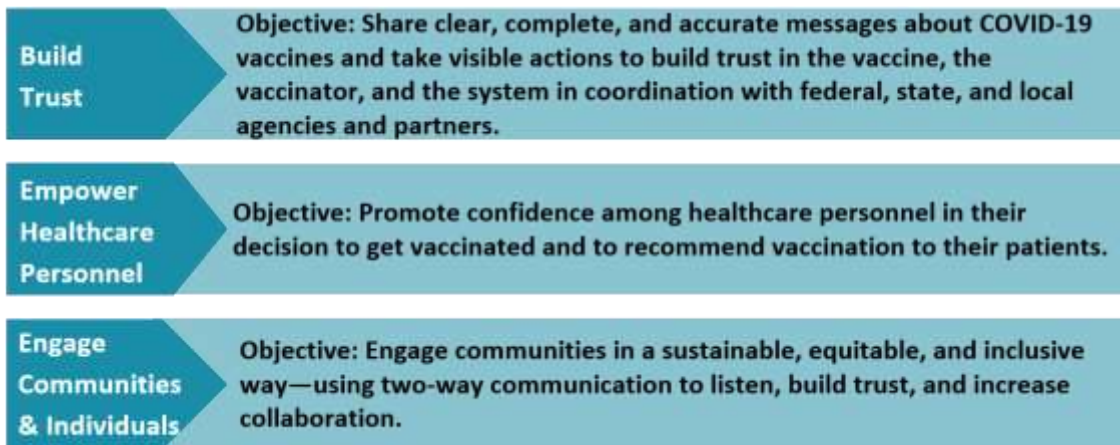 Build
Trust
Objective: Share clear, complete, and accurate messages about COVID-19
vaccines and take visible actions to build trust in the vaccine, the
vaccinator, and the system in coordination with federal, state, and local
agencies and partners.
Empower
Healthcare
Personnel
Objective: Promote confidence among healthcare personnel in their
decision to get vaccinated and to recommend vaccination to their patients.
Engage
Communities
& Individuals
Objective: Engage communities in a sustainable, equitable, and inclusive
way—using two-way communication to listen, build trust, and increase
collaboration.